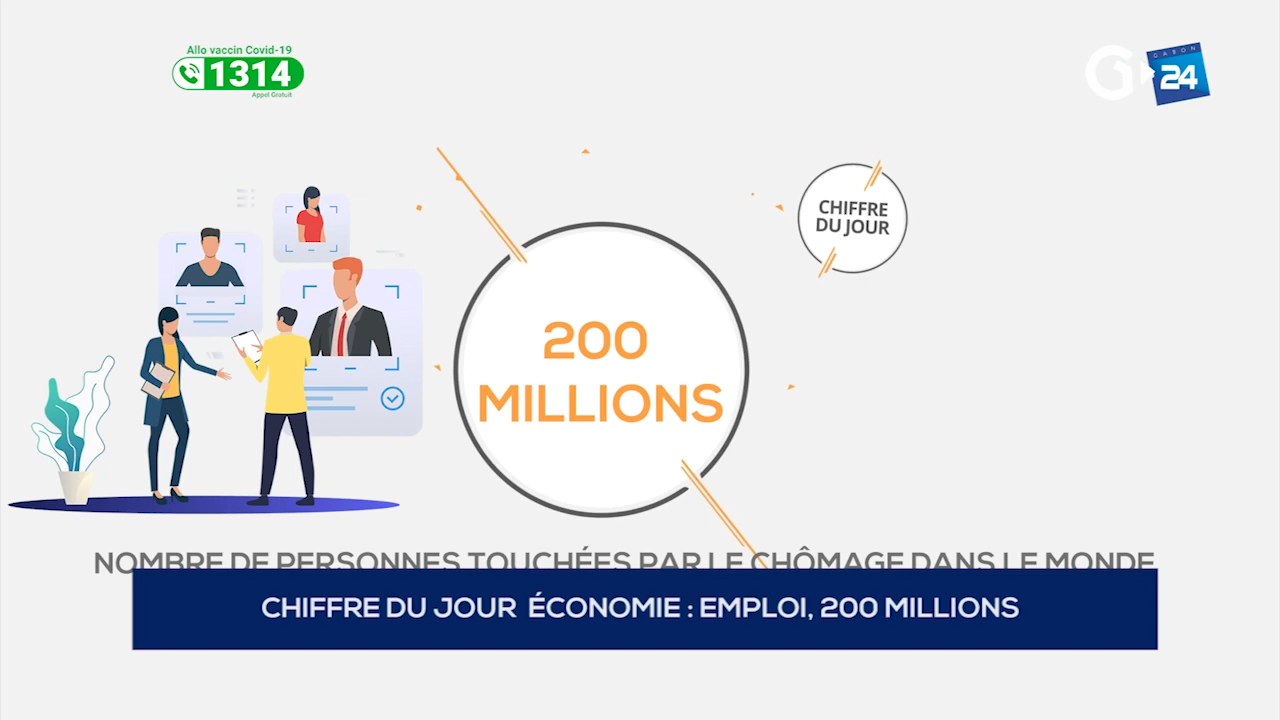 Allo vaccin Covid-19
1314
Appel Gratuit
GABON
24
CHIFFRE
DU JOUR
200
MILLIONS
NOMBRE DE PERSONNES TOUCHÉES PAR LE CHÔMAGE DANS LE MONDE
CHIFFRE DU JOUR ÉCONOMIE : EMPLOI, 200 MILLIONS